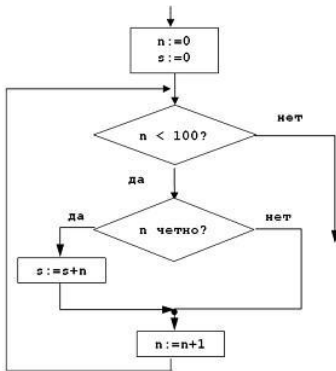 n:=0
s:=0
n < 100?
нет
да
да
n четно?
нет
s:=s+n
n:=n+1